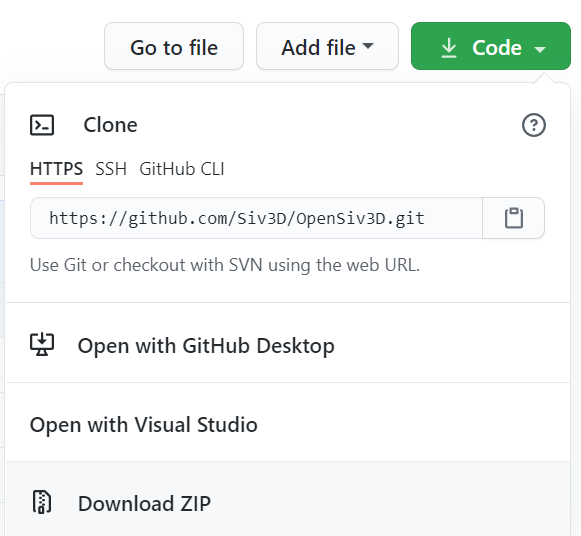 Go to file Add file Code
Clone
HTTPS SSH GitHub CLI
https://github.com/Siv3D/OpenSiv3D.git
Use Git or checkout with SVN using the web URL.
Open with GitHub Desktop
Open with Visual Studio
Download ZIP